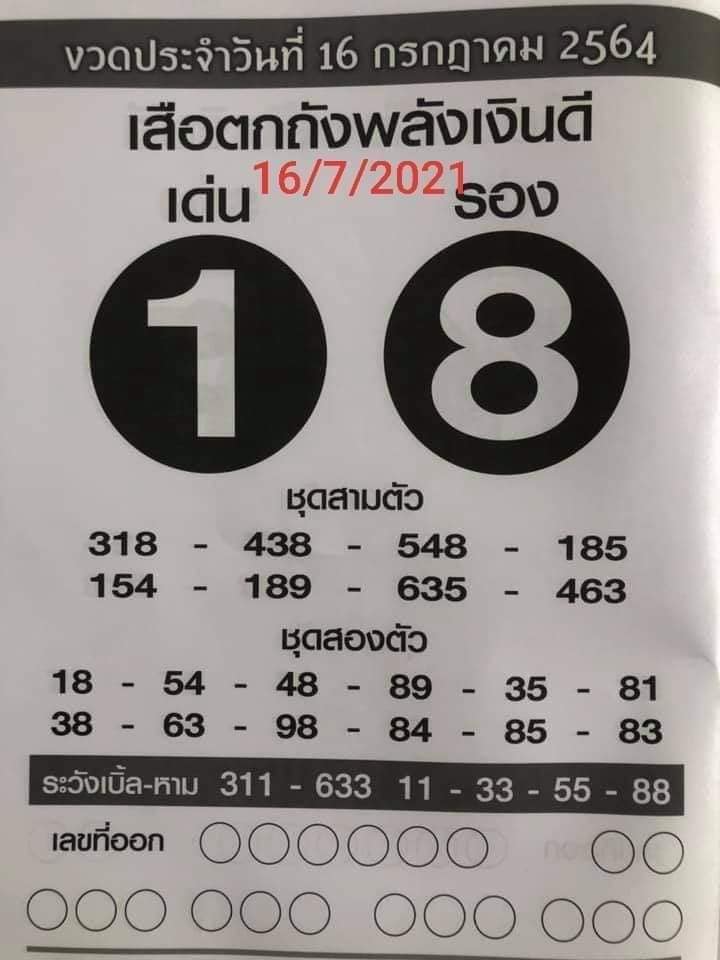 งวดประจำวันที่ 16 กรกฎาคม 2564
เสือตกถังพลังเงินดี
16/7/2021
เด่น รอง
1 8
ชุดสามตัว
318 - 438 - 548 - 185
154 - 189 - 635 - 463
ชุดสองตัว
18 - 54 - 48 - 89 - 35 - 81
38 - 63 - 98 - 84 - 85 - 83
ระวังเบิ้ล-หาม 311 - 633 11 - 33 - 55 - 88
เลขที่ออก